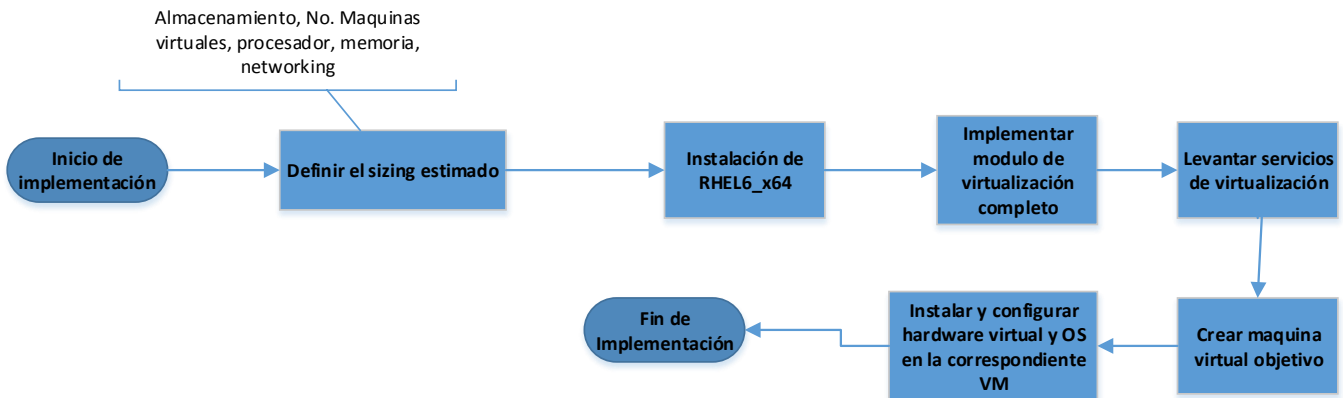 Almacenamiento, No. Maquinas
virtuales, procesador, memoria,
networking
Inicio de
implementación
Definir el sizing estimado
Instalación de
RHEL6_x64
Implementar
modulo de
virtualización
completo
Levantar servicios
de virtualización
Crear maquina
virtual objetivo
Instalar y configurar
hardware virtual y OS
en la correspondiente
VM
Fin de
Implementación